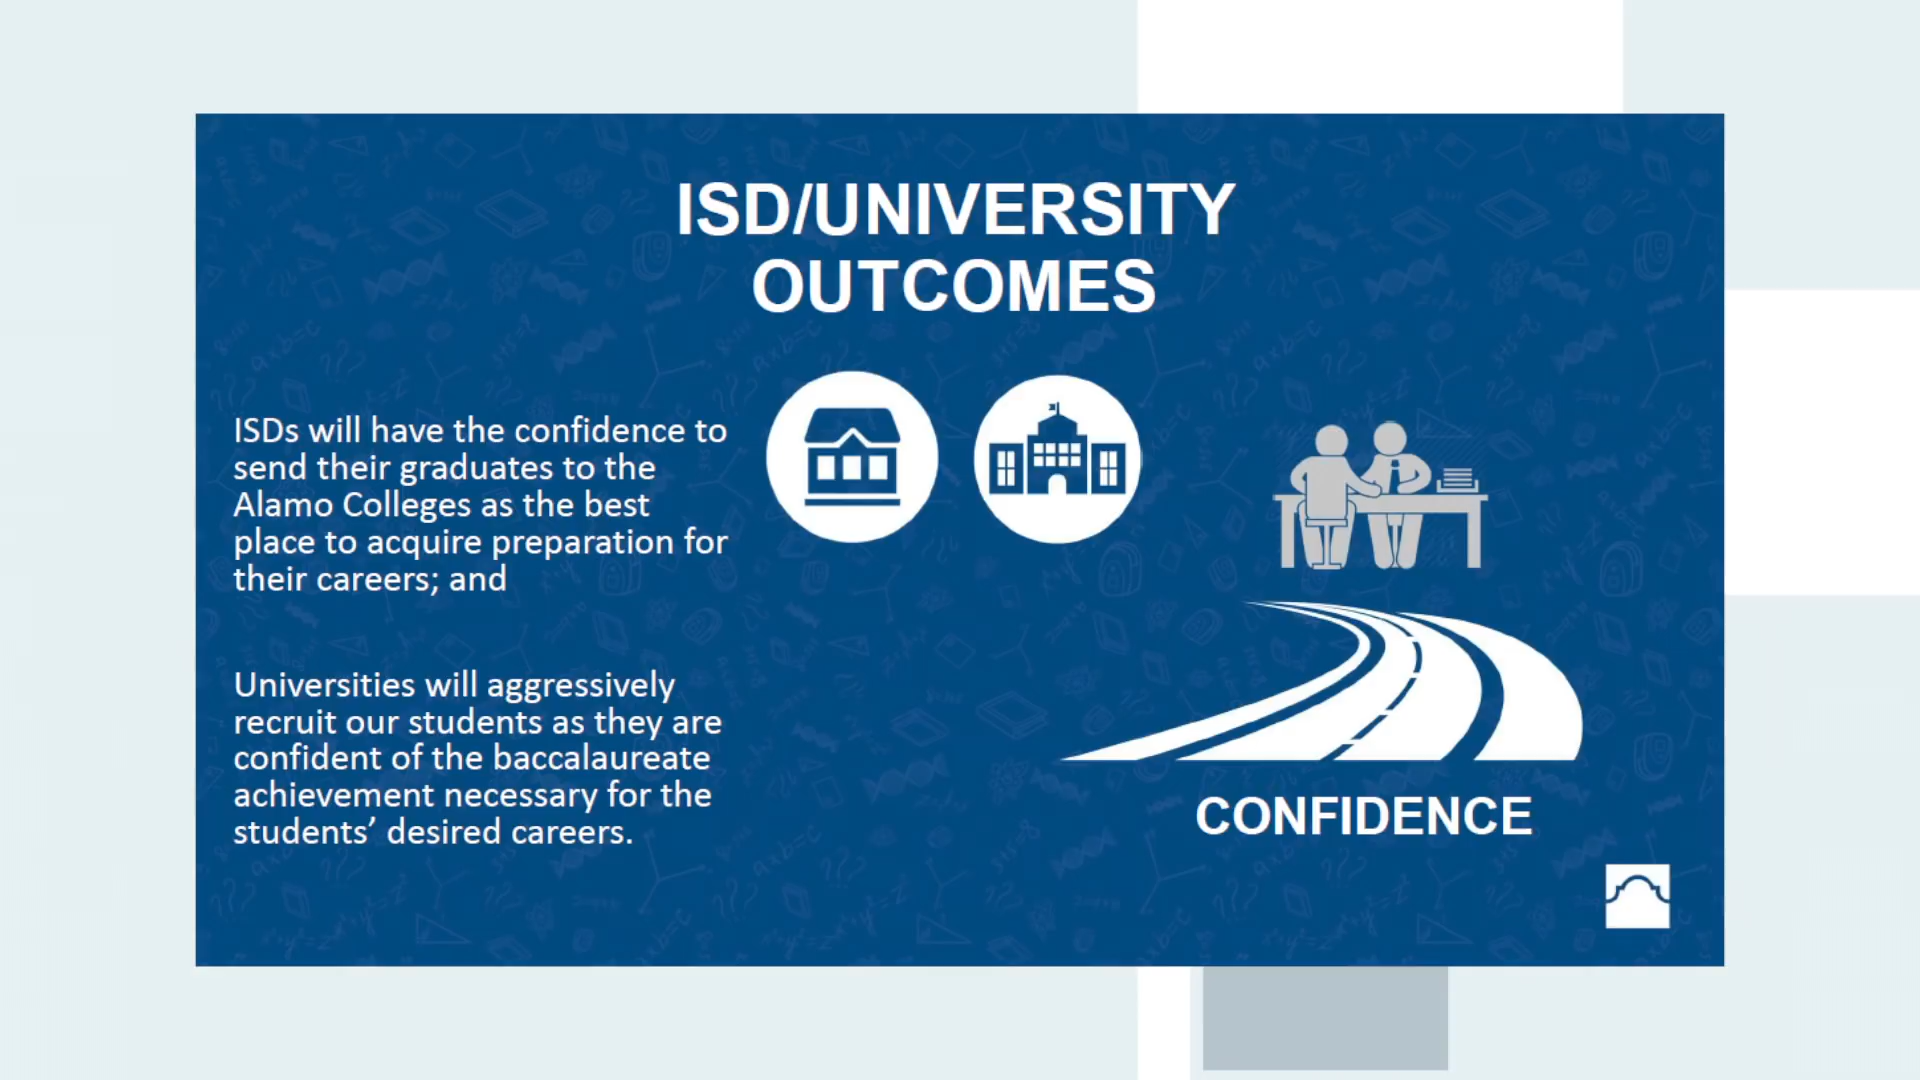 ISD/UNIVERSITY
OUTCOMES
ISDs will have the confidence to
send their graduates to the
Alamo Colleges as the best
place to acquire preparation for
their careers; and
Universities will aggressively
recruit our students as they are
confident of the baccalaureate
achievement necessary for the
students’ desired careers.
CONFIDENCE